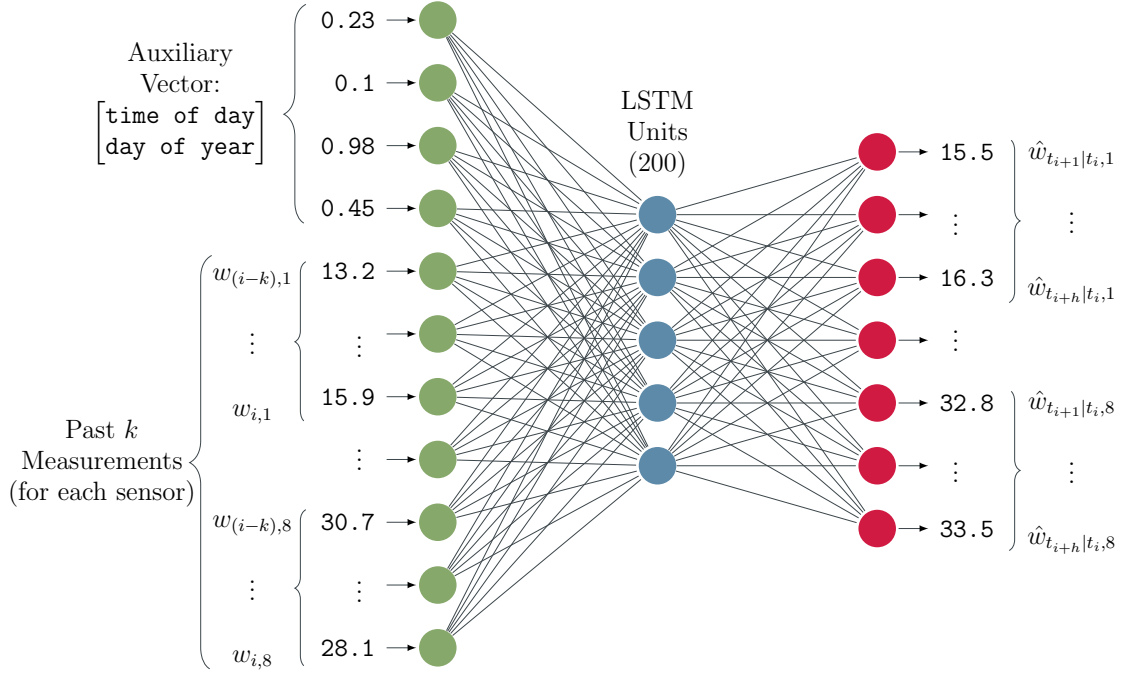 Auxiliary
Vector:
[time of day
day of year]
0.23
0.1
0.98
0.45
Past k
Measurements
(for each sensor)
w_{(i−k),1}
⋮
w_{i,1}
13.2
⋮
15.9
⋮
w_{(i−k),8}
⋮
w_{i,8}
30.7
⋮
28.1
LSTM
Units
(200)
15.5
⋮
16.3
⋮
32.8
⋮
33.5
ŵ_{t_{i+1}|t_i,1}
⋮
ŵ_{t_{i+h}|t_i,1}
ŵ_{t_{i+1}|t_i,8}
⋮
ŵ_{t_{i+h}|t_i,8}